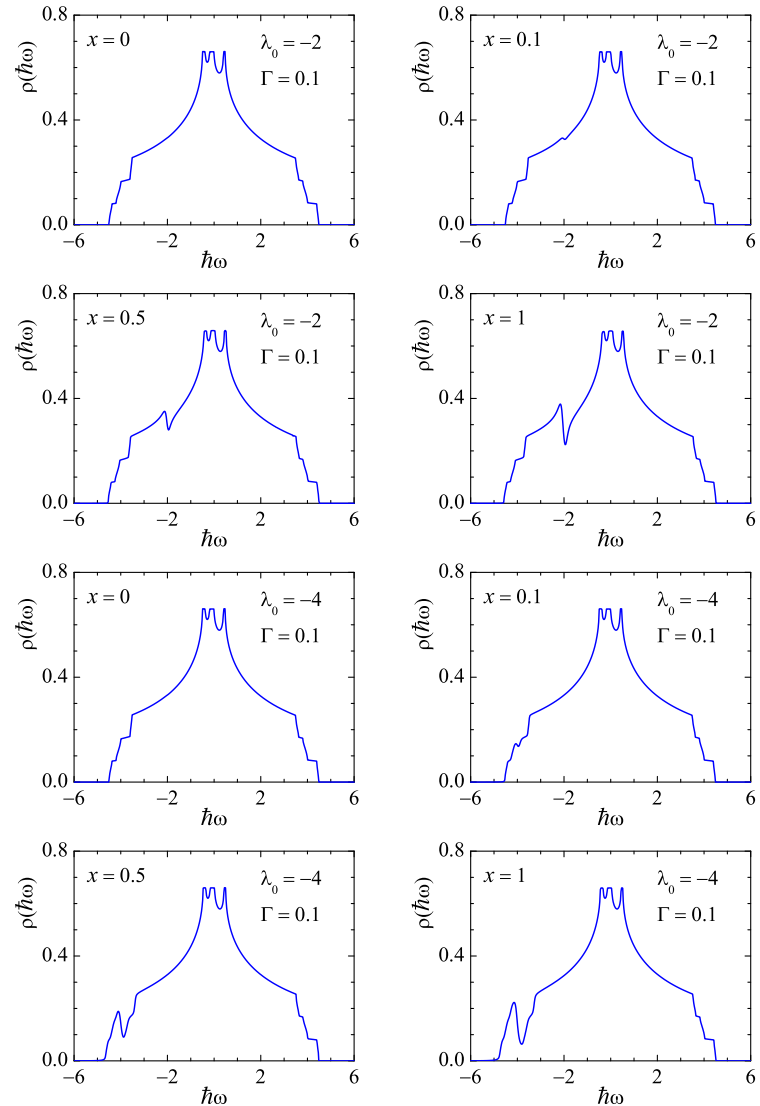 x = 0
λ₀ = −2
Γ = 0.1
ρ(ħω)
0.8
0.4
0.0
−6 −2 2 6
ħω
x = 0.1
λ₀ = −2
Γ = 0.1
ρ(ħω)
0.8
0.4
0.0
−6 −2 2 6
ħω
x = 0.5
λ₀ = −2
Γ = 0.1
ρ(ħω)
0.8
0.4
0.0
−6 −2 2 6
ħω
x = 1
λ₀ = −2
Γ = 0.1
ρ(ħω)
0.8
0.4
0.0
−6 −2 2 6
ħω
x = 0
λ₀ = −4
Γ = 0.1
ρ(ħω)
0.8
0.4
0.0
−6 −2 2 6
ħω
x = 0.1
λ₀ = −4
Γ = 0.1
ρ(ħω)
0.8
0.4
0.0
−6 −2 2 6
ħω
x = 0.5
λ₀ = −4
Γ = 0.1
ρ(ħω)
0.8
0.4
0.0
−6 −2 2 6
ħω
x = 1
λ₀ = −4
Γ = 0.1
ρ(ħω)
0.8
0.4
0.0
−6 −2 2 6
ħω